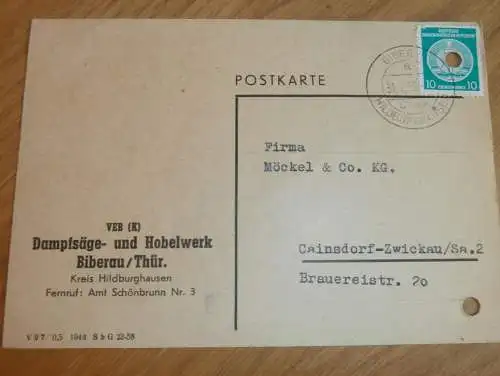 POSTKARTE
10 10
Firma
Möckel & Co. KG.
Cainsdorf-Zwickau/Sa.2
Brauereistr. 20
VEB (K)
Dampfsäge- und Hobelwerk
Biberau/Thür.
Kreis Hildburghausen
Fernruf: Amt Schönbrunn Nr. 3